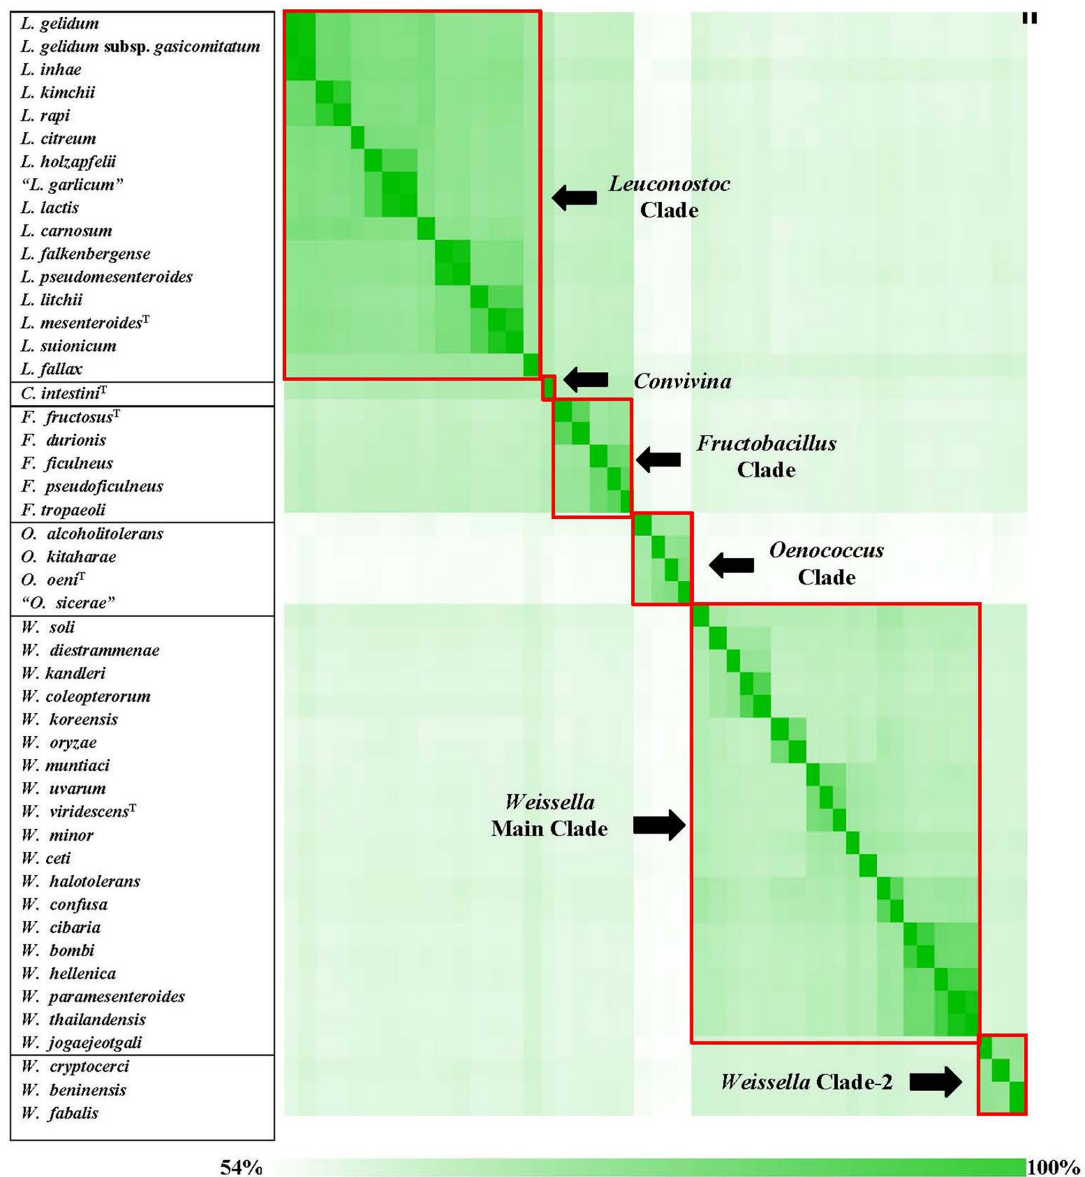 L. gelidum
L. gelidum subsp. gasicomitatum
L. inhae
L. kimchii
L. rapi
L. citreum
L. holzapfelii
“L. garlicum”
L. lactis
L. carnosum
L. falkenbergense
L. pseudomesenteroides
L. litchii
L. mesenteroidesᵀ
L. suionicum
L. fallax
C. intestiniᵀ
F. fructosusᵀ
F. durionis
F. ficulneus
F. pseudoficulneus
F. tropaeoli
O. alcoholitolerans
O. kitaharae
O. oeniᵀ
“O. sicerae”
W. soli
W. diestrammenae
W. kandleri
W. coleopterorum
W. koreensis
W. oryzae
W. muntiaci
W. uvarum
W. viridescensᵀ
W. minor
W. ceti
W. halotolerans
W. confusa
W. cibaria
W. bombi
W. hellenica
W. paramesenteroides
W. thailandensis
W. jogaejeotgali
W. cryptocerci
W. beninensis
W. fabalis
Leuconostoc
Clade
Convivina
Fructobacillus
Clade
Oenococcus
Clade
Weissella
Main Clade
Weissella Clade-2
54%
100%